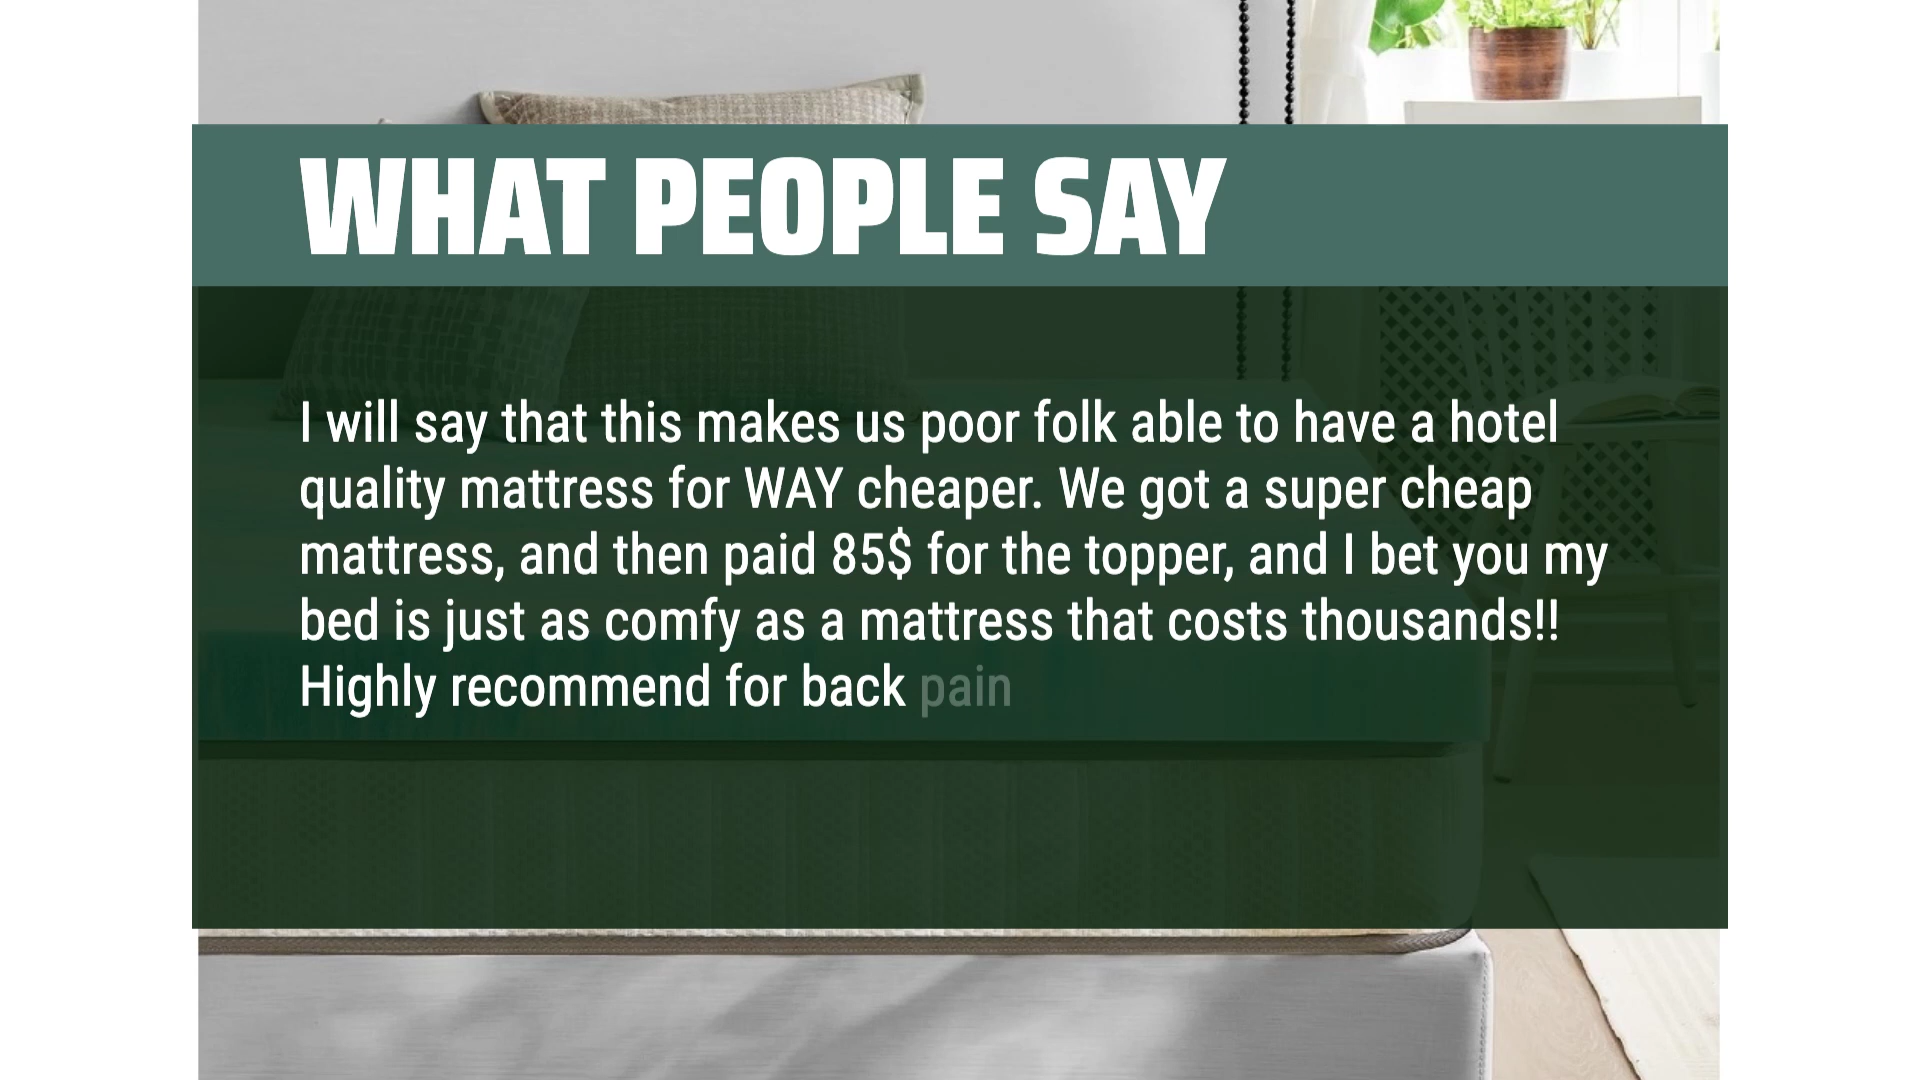 WHAT PEOPLE SAY
I will say that this makes us poor folk able to have a hotel
quality mattress for WAY cheaper. We got a super cheap
mattress, and then paid 85$ for the topper, and I bet you my
bed is just as comfy as a mattress that costs thousands!!
Highly recommend for back pain